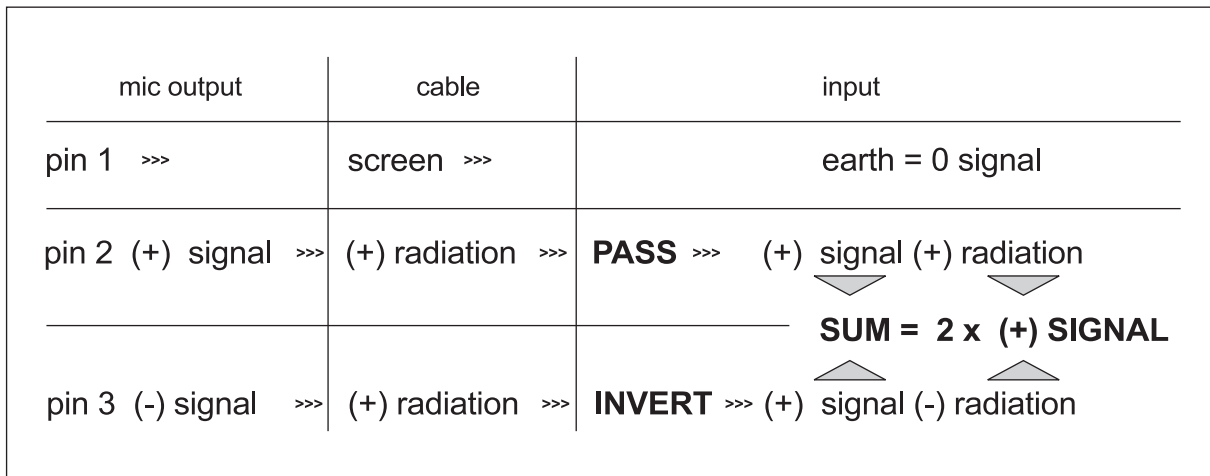 mic output cable input
pin 1 >>> screen >>> earth = 0 signal
pin 2 (+) signal >>> (+) radiation >>> PASS >>> (+) signal (+) radiation
SUM = 2 x (+) SIGNAL
pin 3 (-) signal >>> (+) radiation >>> INVERT >>> (+) signal (-) radiation